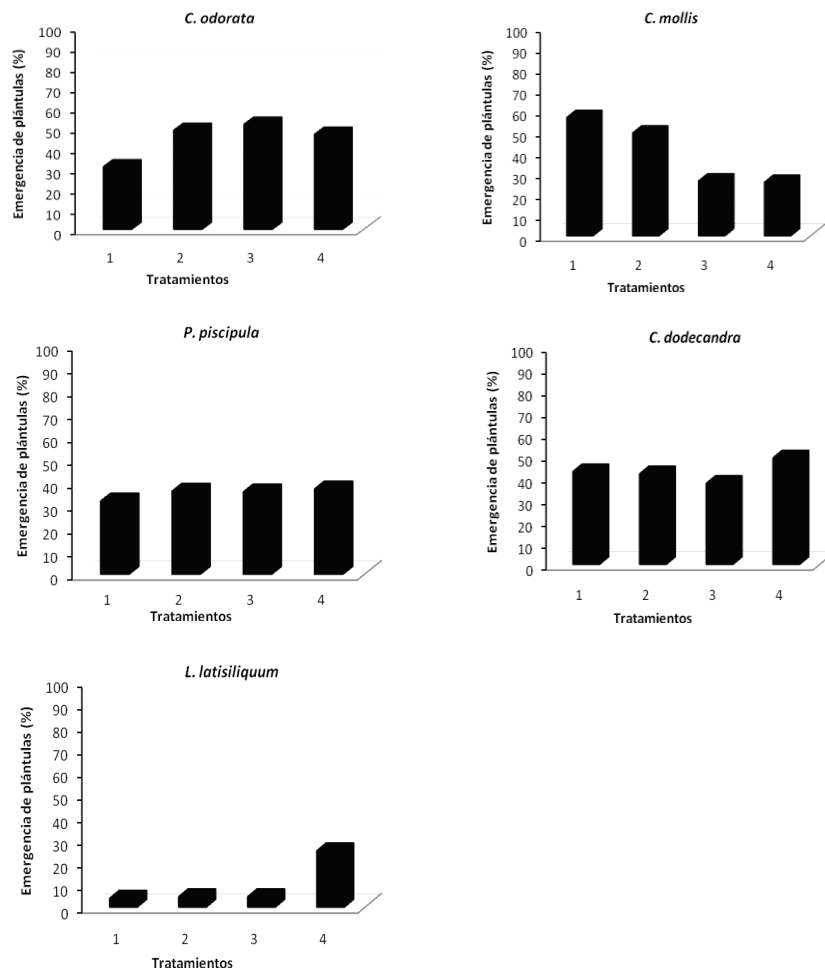 C. odorata
Emergencia de plántulas (%)
100
90
80
70
60
50
40
30
20
10
0
1 2 3 4
Tratamientos
C. mollis
Emergencia de plántulas (%)
100
90
80
70
60
50
40
30
20
10
0
1 2 3 4
Tratamientos
P. piscipula
Emergencia de plántulas (%)
100
90
80
70
60
50
40
30
20
10
0
1 2 3 4
Tratamientos
C. dodecandra
Emergencia de plántulas (%)
100
90
80
70
60
50
40
30
20
10
0
1 2 3 4
Tratamientos
L. latisiliquum
Emergencia de plántulas (%)
100
90
80
70
60
50
40
30
20
10
0
1 2 3 4
Tratamientos